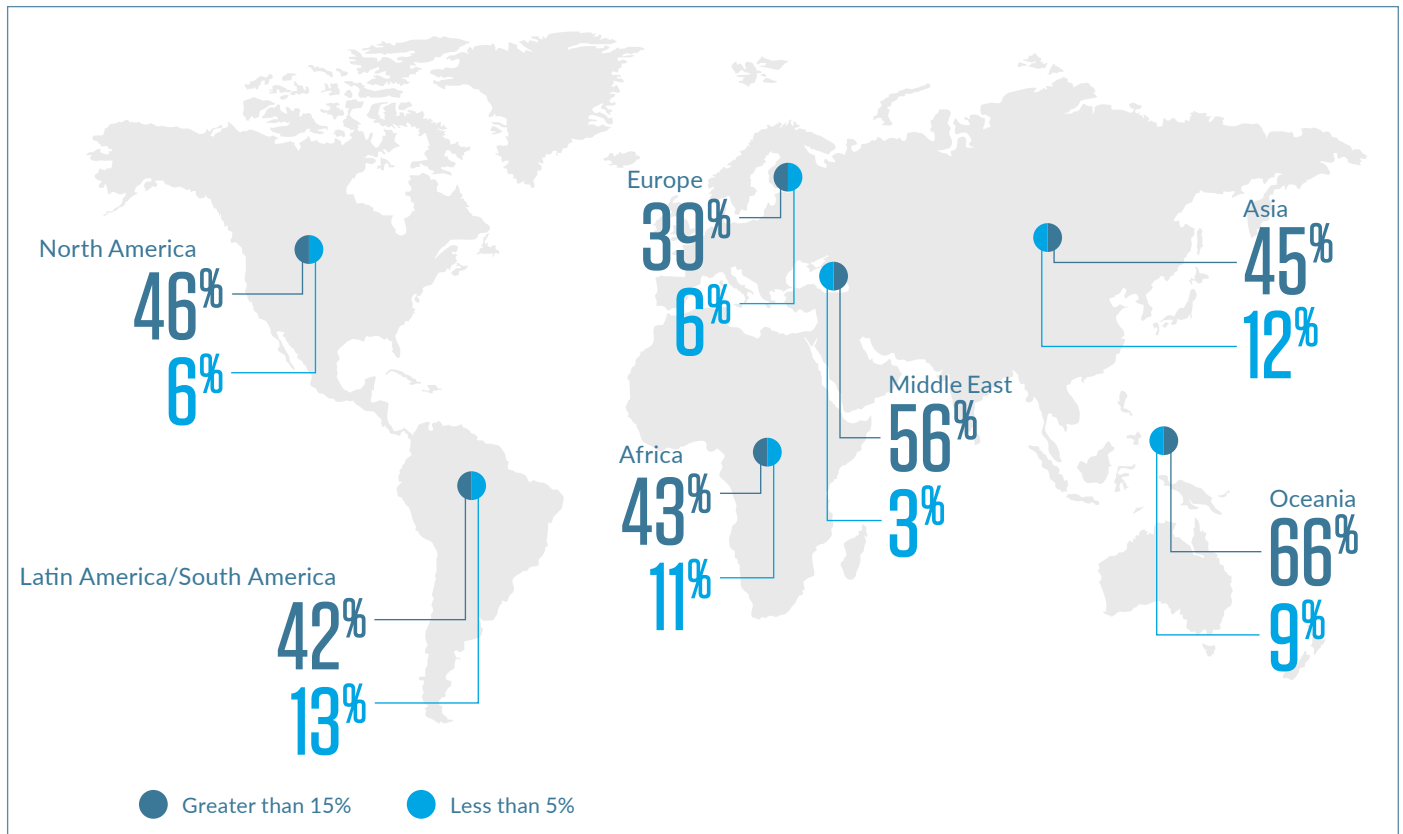 North America
46%
6%
Latin America/South America
42%
13%
Europe
39%
6%
Africa
43%
11%
Middle East
56%
3%
Asia
45%
12%
Oceania
66%
9%
Greater than 15%
Less than 5%